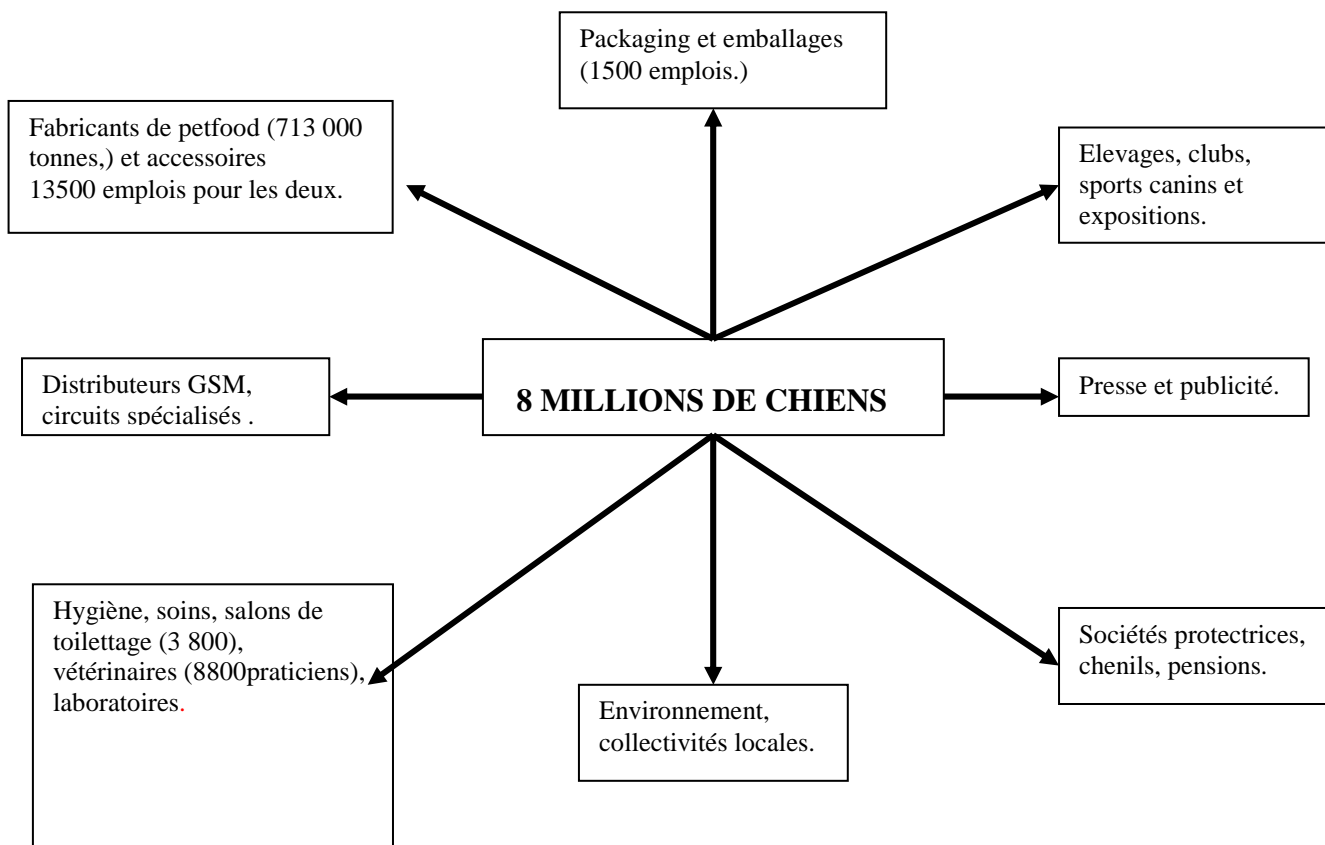 Packaging et emballages
(1500 emplois.)
Fabricants de petfood (713 000
tonnes,) et accessoires
13500 emplois pour les deux.
Elevages, clubs,
sports canins et
expositions.
Distributeurs GSM,
circuits spécialisés .
8 MILLIONS DE CHIENS
Presse et publicité.
Hygiène, soins, salons de
toilettage (3 800),
vétérinaires (8800praticiens),
laboratoires.
Environnement,
collectivités locales.
Sociétés protectrices,
chenils, pensions.